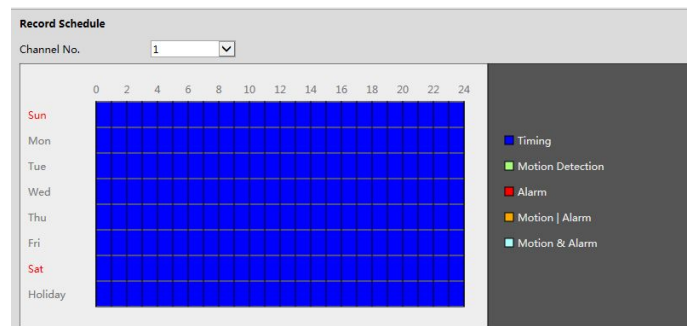 Record Schedule
Channel No. 1
0 2 4 6 8 10 12 14 16 18 20 22 24
Sun
Mon
Tue
Wed
Thu
Fri
Sat
Holiday
Timing
Motion Detection
Alarm
Motion | Alarm
Motion & Alarm